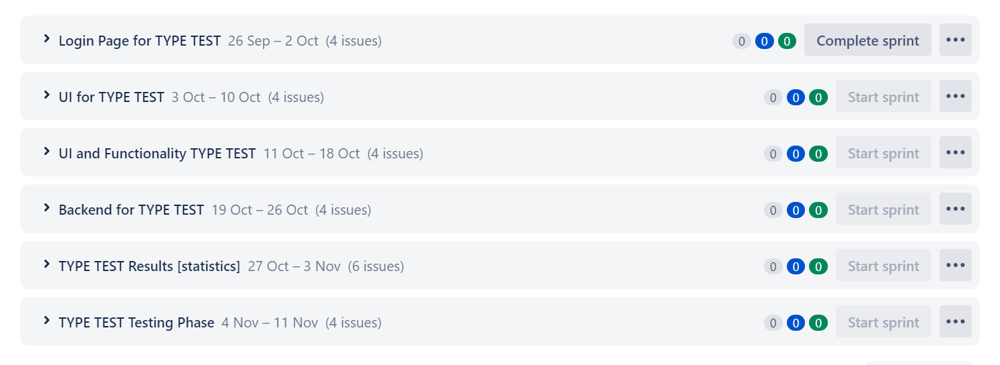 Login Page for TYPE TEST 26 Sep – 2 Oct (4 issues) 0 0 0 Complete sprint
UI for TYPE TEST 3 Oct – 10 Oct (4 issues) 0 0 0 Start sprint
UI and Functionality TYPE TEST 11 Oct – 18 Oct (4 issues) 0 0 0 Start sprint
Backend for TYPE TEST 19 Oct – 26 Oct (4 issues) 0 0 0 Start sprint
TYPE TEST Results [statistics] 27 Oct – 3 Nov (6 issues) 0 0 0 Start sprint
TYPE TEST Testing Phase 4 Nov – 11 Nov (4 issues) 0 0 0 Start sprint